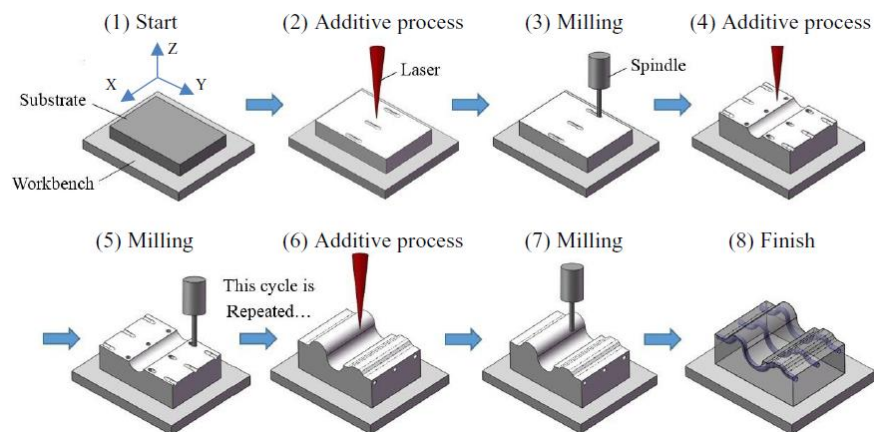 (1) Start
(2) Additive process
(3) Milling
(4) Additive process
Z
X
Y
Substrate
Workbench
Laser
Spindle
(5) Milling
(6) Additive process
(7) Milling
(8) Finish
This cycle is
Repeated…